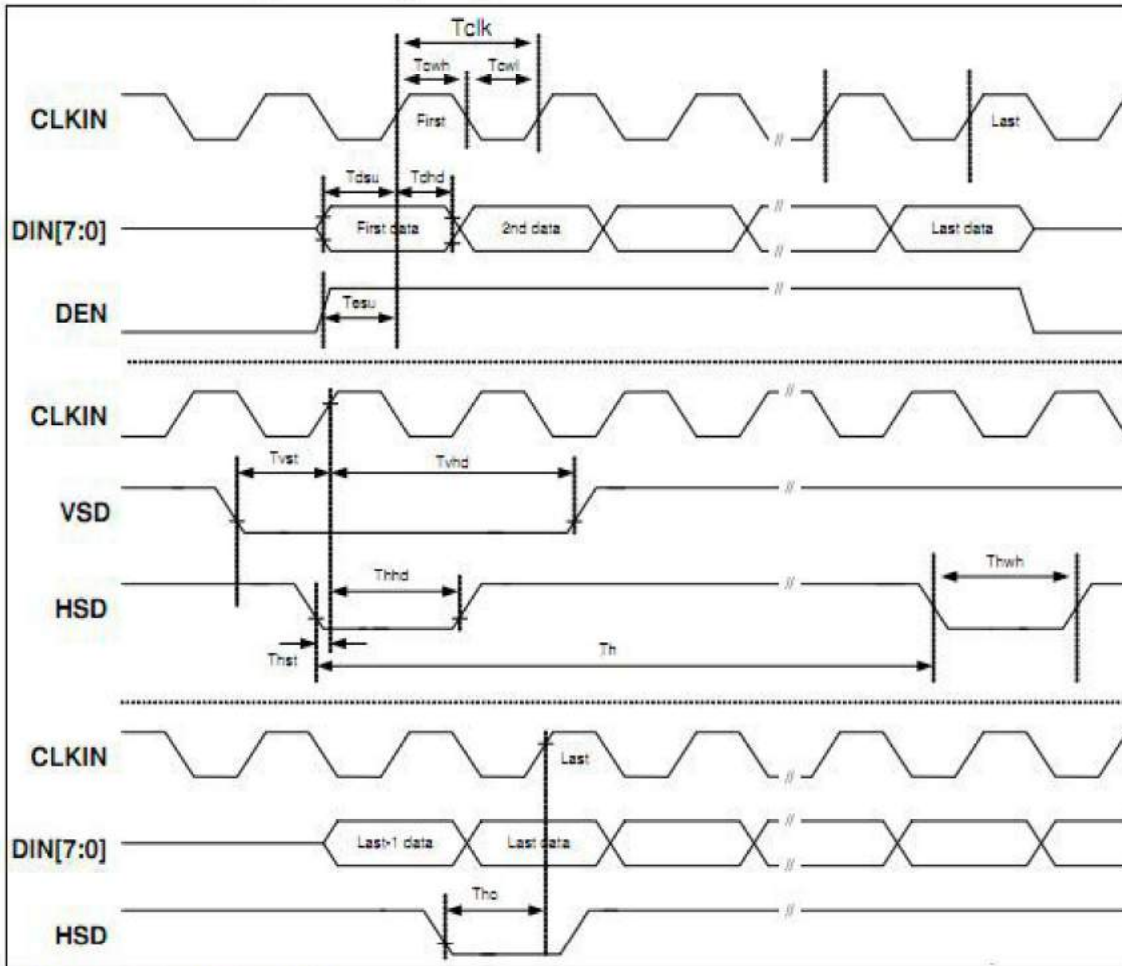 Tclk
Tcwh
Tcwl
CLKIN
First
Last
Tdsu
Tdhd
DIN[7:0]
First data
2nd data
Last data
DEN
Tesu
CLKIN
Tvst
Tvhd
VSD
Thhd
Thwh
HSD
Thst
Th
CLKIN
Last
DIN[7:0]
Last-1 data
Last data
Tho
HSD